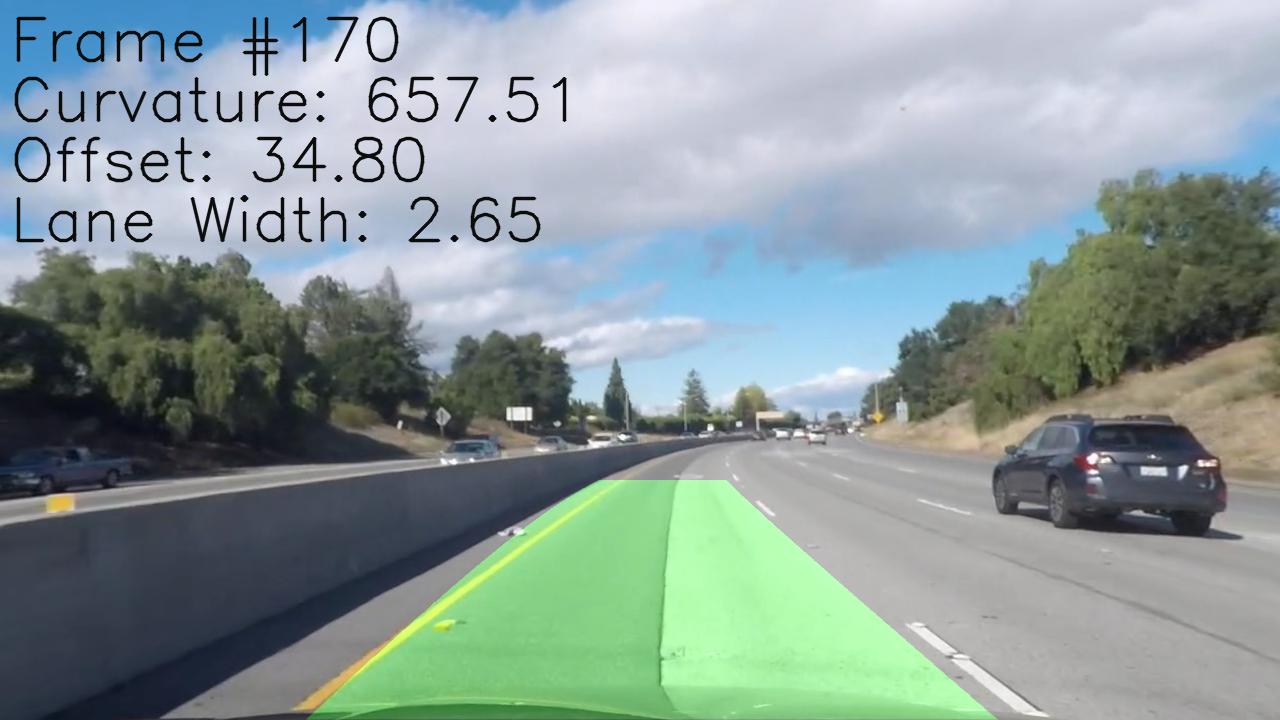 Frame #170
Curvature: 657.51
Offset: 34.80
Lane Width: 2.65